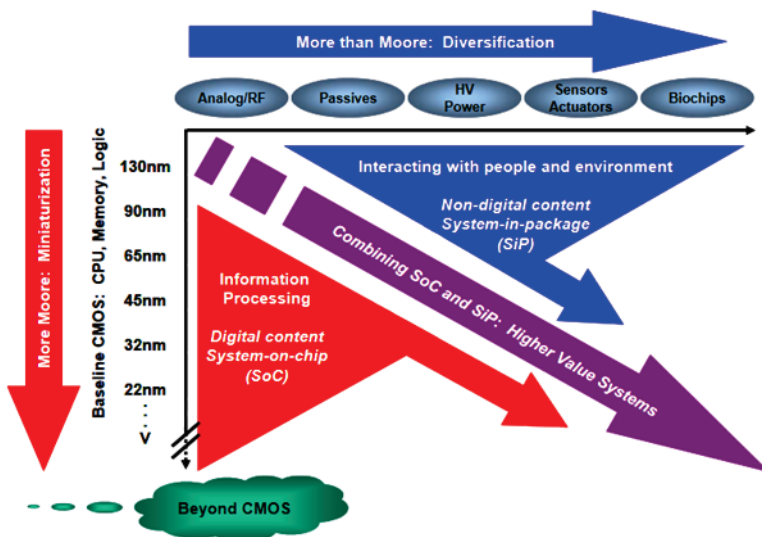 More than Moore: Diversification
Analog/RF
Passives
HV
Power
Sensors
Actuators
Biochips
More Moore: Miniaturization
Baseline CMOS: CPU, Memory, Logic
130nm
90nm
65nm
45nm
32nm
22nm
.
.
.
V
Interacting with people and environment
Non-digital content
System-in-package
(SiP)
Combining SoC and SiP: Higher Value Systems
Information
Processing
Digital content
System-on-chip
(SoC)
Beyond CMOS